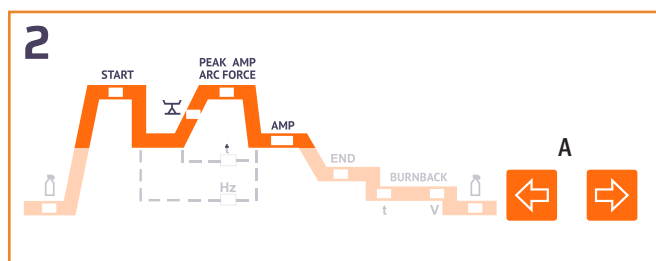 2
PEAK AMP
START
ARC FORCE
AMP
t
A
END
BURNBACK
Hz
t
V